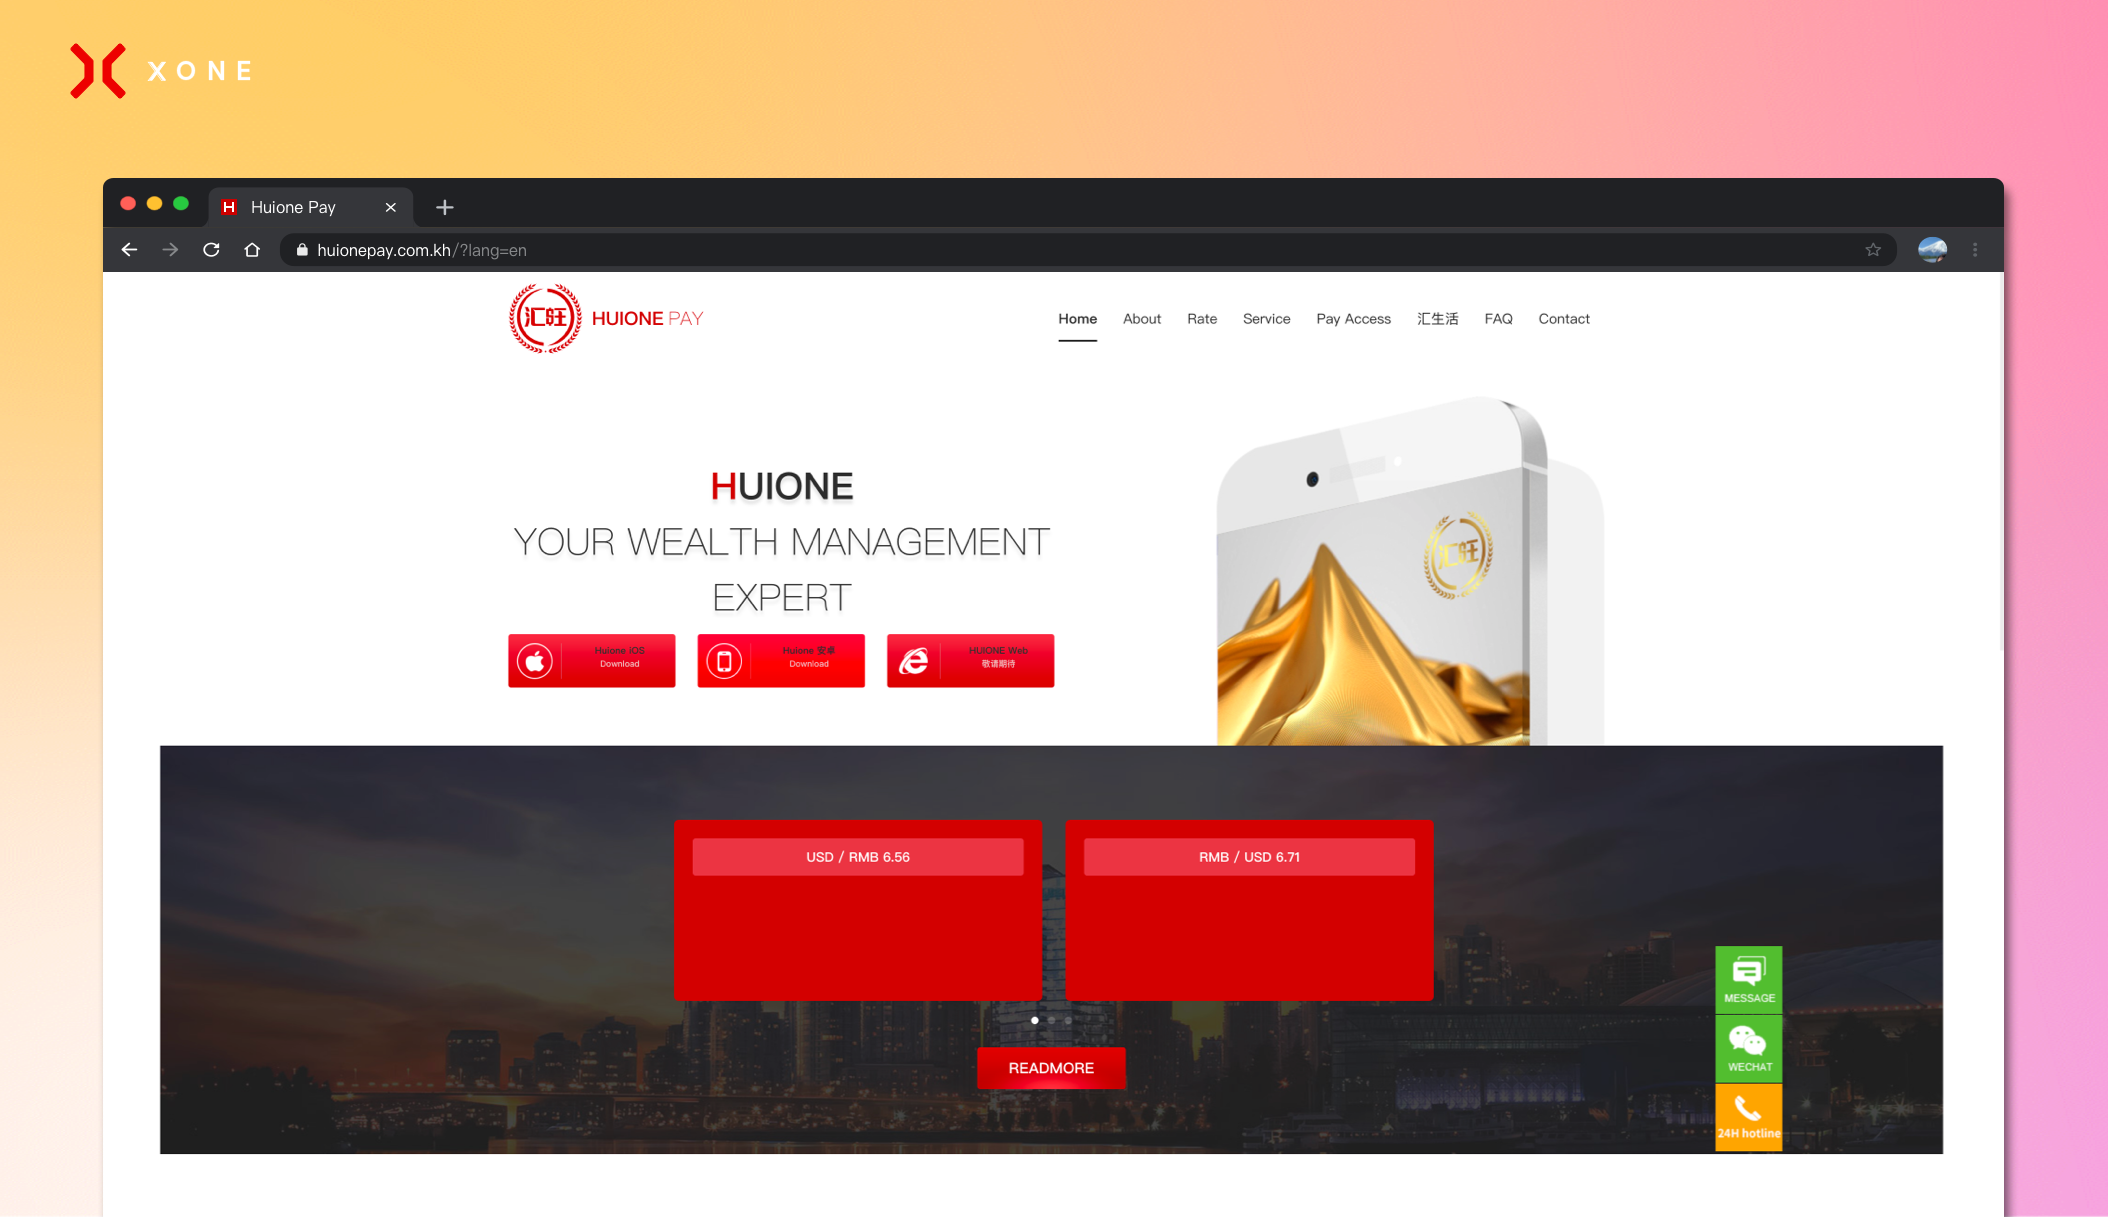 XONE
Huione Pay
huionepay.com.kh/?lang=en
汇旺 HUIONE PAY
Home About Rate Service Pay Access 汇生活 FAQ Contact
HUIONE
YOUR WEALTH MANAGEMENT
EXPERT
汇旺
Huione iOS
Download
Huione 安卓
Download
HUIONE Web
敬请期待
USD / RMB 6.56
RMB / USD 6.71
READMORE
MESSAGE
WECHAT
24H hotline